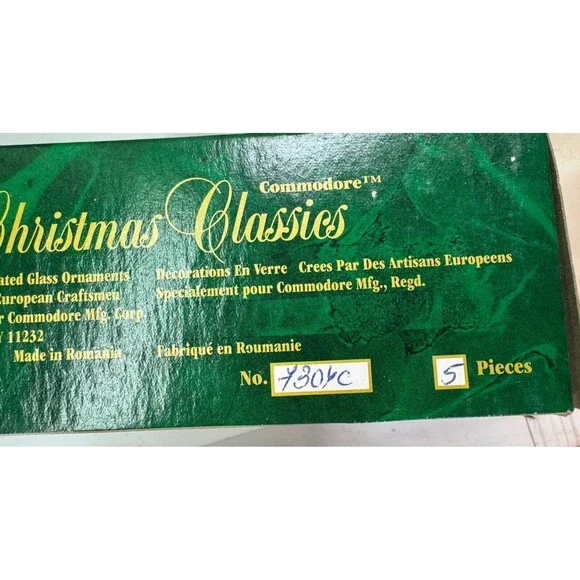 Commodore™
Christmas Classics
ated Glass Ornaments
European Craftsmen
r Commodore Mfg. Corp.
Y 11232
Made in Romania
Decorations En Verre Crees Par Des Artisans Europeens
Specialement pour Commodore Mfg., Regd.
Fabriqué en Roumanie
No. 7304C 5 Pieces